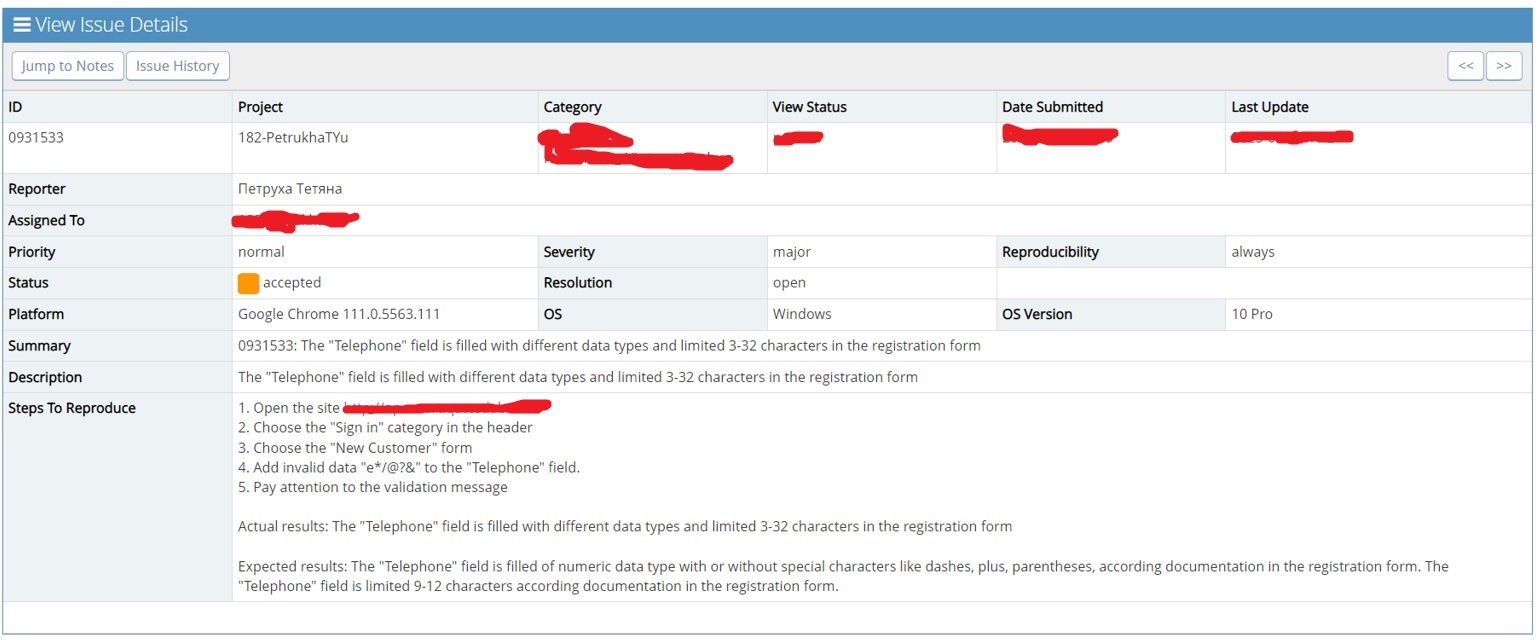 View Issue Details
Jump to Notes Issue History << >>
ID Project Category View Status Date Submitted Last Update
0931533 182-PetrukhaTYu
Reporter Петруха Тетяна
Assigned To
Priority normal Severity major Reproducibility always
Status accepted Resolution open
Platform Google Chrome 111.0.5563.111 OS Windows OS Version 10 Pro
Summary 0931533: The "Telephone" field is filled with different data types and limited 3-32 characters in the registration form
Description The "Telephone" field is filled with different data types and limited 3-32 characters in the registration form
Steps To Reproduce 1. Open the site
2. Choose the "Sign in" category in the header
3. Choose the "New Customer" form
4. Add invalid data "e*/@?&" to the "Telephone" field.
5. Pay attention to the validation message
Actual results: The "Telephone" field is filled with different data types and limited 3-32 characters in the registration form
Expected results: The "Telephone" field is filled of numeric data type with or without special characters like dashes, plus, parentheses, according documentation in the registration form. The
"Telephone" field is limited 9-12 characters according documentation in the registration form.